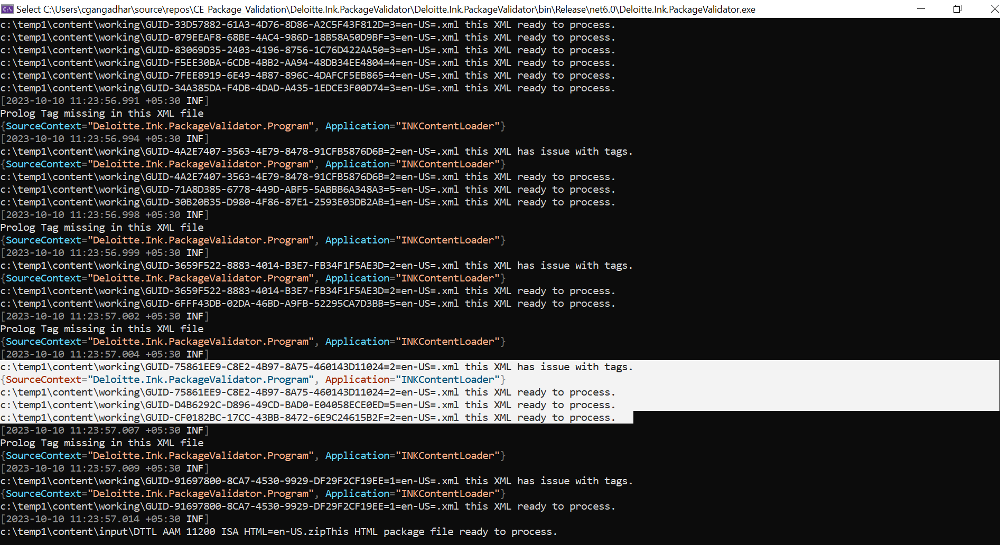 Select C:\Users\cgangadhar\source\repos\CE_Package_Validation\Deloitte.Ink.PackageValidator\Deloitte.Ink.PackageValidator\bin\Release\net6.0\Deloitte.Ink.PackageValidator.exe
c:\temp1\content\working\GUID-33D57882-61A3-4D76-8D86-A2C5F43F812D=3=en-US=.xml this XML ready to process.
c:\temp1\content\working\GUID-079EEAF8-68BE-4AC4-986D-18B58A50D9BF=3=en-US=.xml this XML ready to process.
c:\temp1\content\working\GUID-83069D35-2403-4196-8756-1C76D422AA50=3=en-US=.xml this XML ready to process.
c:\temp1\content\working\GUID-F5EE30BA-6CDB-4BB2-AA94-48DB34EE4804=4=en-US=.xml this XML ready to process.
c:\temp1\content\working\GUID-7FEE8919-6E49-4B87-896C-4DAFCF5EB865=4=en-US=.xml this XML ready to process.
c:\temp1\content\working\GUID-34A385DA-F4DB-4DAD-A435-1EDCE3F00D74=3=en-US=.xml this XML ready to process.
[2023-10-10 11:23:56.991 +05:30 INF]
Prolog Tag missing in this XML file
{SourceContext="Deloitte.Ink.PackageValidator.Program", Application="INKContentLoader"}
[2023-10-10 11:23:56.994 +05:30 INF]
c:\temp1\content\working\GUID-4A2E7407-3563-4E79-8478-91CFB5876D6B=2=en-US=.xml this XML has issue with tags.
{SourceContext="Deloitte.Ink.PackageValidator.Program", Application="INKContentLoader"}
c:\temp1\content\working\GUID-4A2E7407-3563-4E79-8478-91CFB5876D6B=2=en-US=.xml this XML ready to process.
c:\temp1\content\working\GUID-71A8D385-6778-449D-ABF5-5ABBB6A348A3=5=en-US=.xml this XML ready to process.
c:\temp1\content\working\GUID-30B20B35-D980-4F86-87E1-2593E03DB2AB=1=en-US=.xml this XML ready to process.
[2023-10-10 11:23:56.998 +05:30 INF]
Prolog Tag missing in this XML file
{SourceContext="Deloitte.Ink.PackageValidator.Program", Application="INKContentLoader"}
[2023-10-10 11:23:56.999 +05:30 INF]
c:\temp1\content\working\GUID-3659F522-8883-4014-B3E7-FB34F1F5AE3D=2=en-US=.xml this XML has issue with tags.
{SourceContext="Deloitte.Ink.PackageValidator.Program", Application="INKContentLoader"}
c:\temp1\content\working\GUID-3659F522-8883-4014-B3E7-FB34F1F5AE3D=2=en-US=.xml this XML ready to process.
c:\temp1\content\working\GUID-6FFF43DB-02DA-46BD-A9FB-52295CA7D3BB=5=en-US=.xml this XML ready to process.
[2023-10-10 11:23:57.002 +05:30 INF]
Prolog Tag missing in this XML file
{SourceContext="Deloitte.Ink.PackageValidator.Program", Application="INKContentLoader"}
[2023-10-10 11:23:57.004 +05:30 INF]
c:\temp1\content\working\GUID-75861EE9-C8E2-4B97-8A75-460143D11024=2=en-US=.xml this XML has issue with tags.
{SourceContext="Deloitte.Ink.PackageValidator.Program", Application="INKContentLoader"}
c:\temp1\content\working\GUID-75861EE9-C8E2-4B97-8A75-460143D11024=2=en-US=.xml this XML ready to process.
c:\temp1\content\working\GUID-D4B6292C-D896-49CD-BAD0-E04058ECE0ED=5=en-US=.xml this XML ready to process.
c:\temp1\content\working\GUID-CF0182BC-17CC-43BB-8472-6E9C24615B2F=2=en-US=.xml this XML ready to process.
[2023-10-10 11:23:57.007 +05:30 INF]
Prolog Tag missing in this XML file
{SourceContext="Deloitte.Ink.PackageValidator.Program", Application="INKContentLoader"}
[2023-10-10 11:23:57.009 +05:30 INF]
c:\temp1\content\working\GUID-91697800-8CA7-4530-9929-DF29F2CF19EE=1=en-US=.xml this XML has issue with tags.
{SourceContext="Deloitte.Ink.PackageValidator.Program", Application="INKContentLoader"}
c:\temp1\content\working\GUID-91697800-8CA7-4530-9929-DF29F2CF19EE=1=en-US=.xml this XML ready to process.
[2023-10-10 11:23:57.014 +05:30 INF]
c:\temp1\content\input\DTTL AAM 11200 ISA HTML=en-US.zipThis HTML package file ready to process.